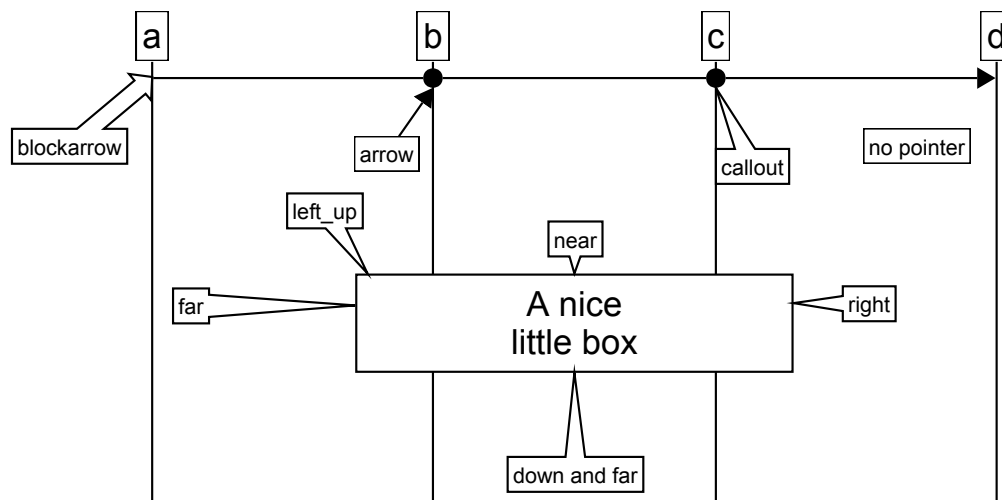 a
b
c
d
blockarrow
arrow
callout
no pointer
left_up
near
far
A nice
little box
right
down and far